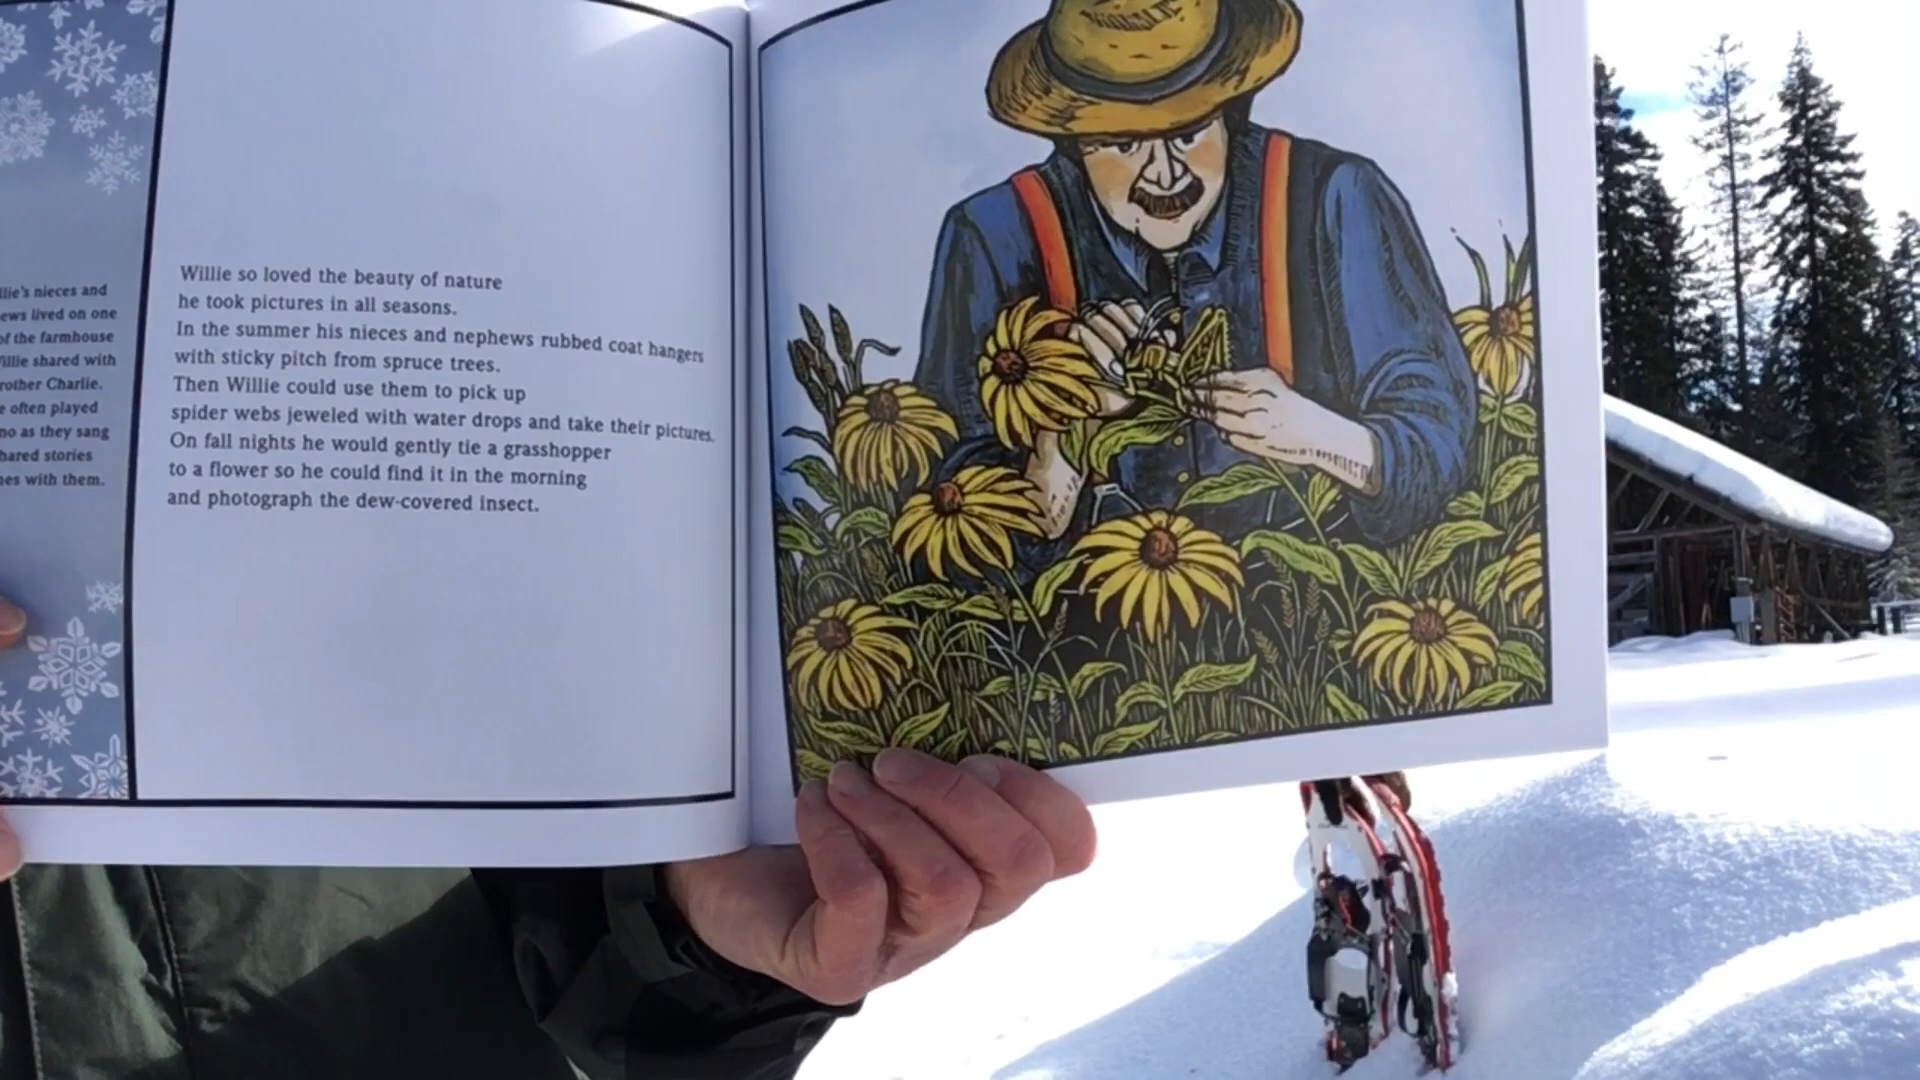 llie's nieces and
ews lived on one
of the farmhouse
illie shared with
rother Charlie.
e often played
no as they sang
hared stories
es with them.
Willie so loved the beauty of nature
he took pictures in all seasons.
In the summer his nieces and nephews rubbed coat hangers
with sticky pitch from spruce trees.
Then Willie could use them to pick up
spider webs jeweled with water drops and take their pictures.
On fall nights he would gently tie a grasshopper
to a flower so he could find it in the morning
and photograph the dew-covered insect.